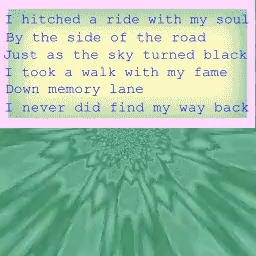 I hitched a ride with my soul
By the side of the road
Just as the sky turned black
I took a walk with my fame
Down memory lane
I never did find my way back